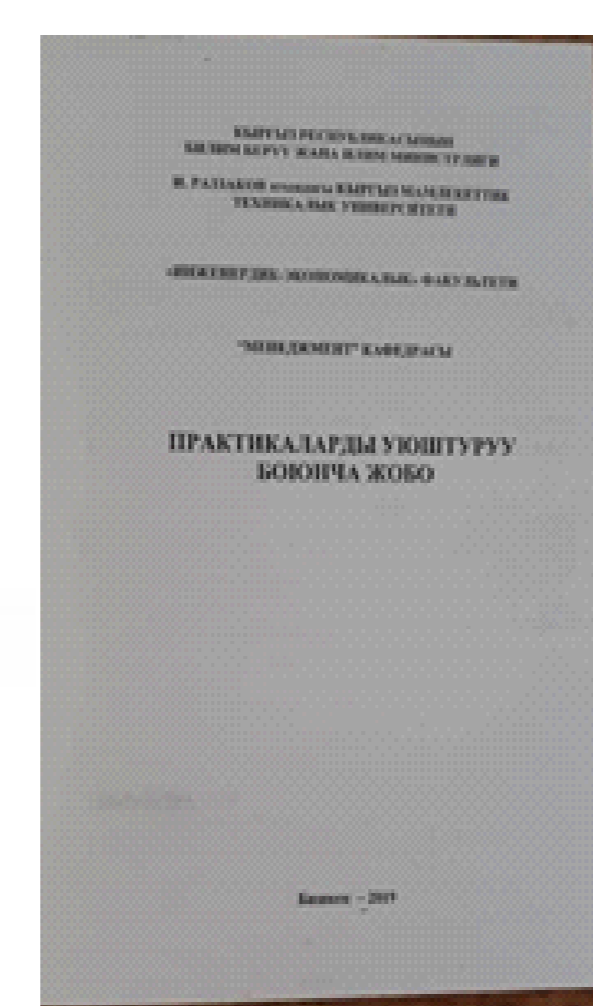 КЫРГЫЗ РЕСПУБЛИКАСЫНЫН
БИЛИМ БЕРУУ ЖАНА ИЛИМ МИНИСТРЛИГИ
И. РАЗЗАКОВ атындагы КЫРГЫЗ МАМЛЕКЕТТИК
ТЕХНИКАЛЫК УНИВЕРСИТЕТИ
«ИНЖЕНЕРДИК-ЭКОНОМИКАЛЫК» ФАКУЛЬТЕТИ
"МЕНЕДЖМЕНТ" КАФЕДРАСЫ
ПРАКТИКАЛАРДЫ УЮШТУРУУ
БОЮНЧА ЖОБО
Бишкек – 2019